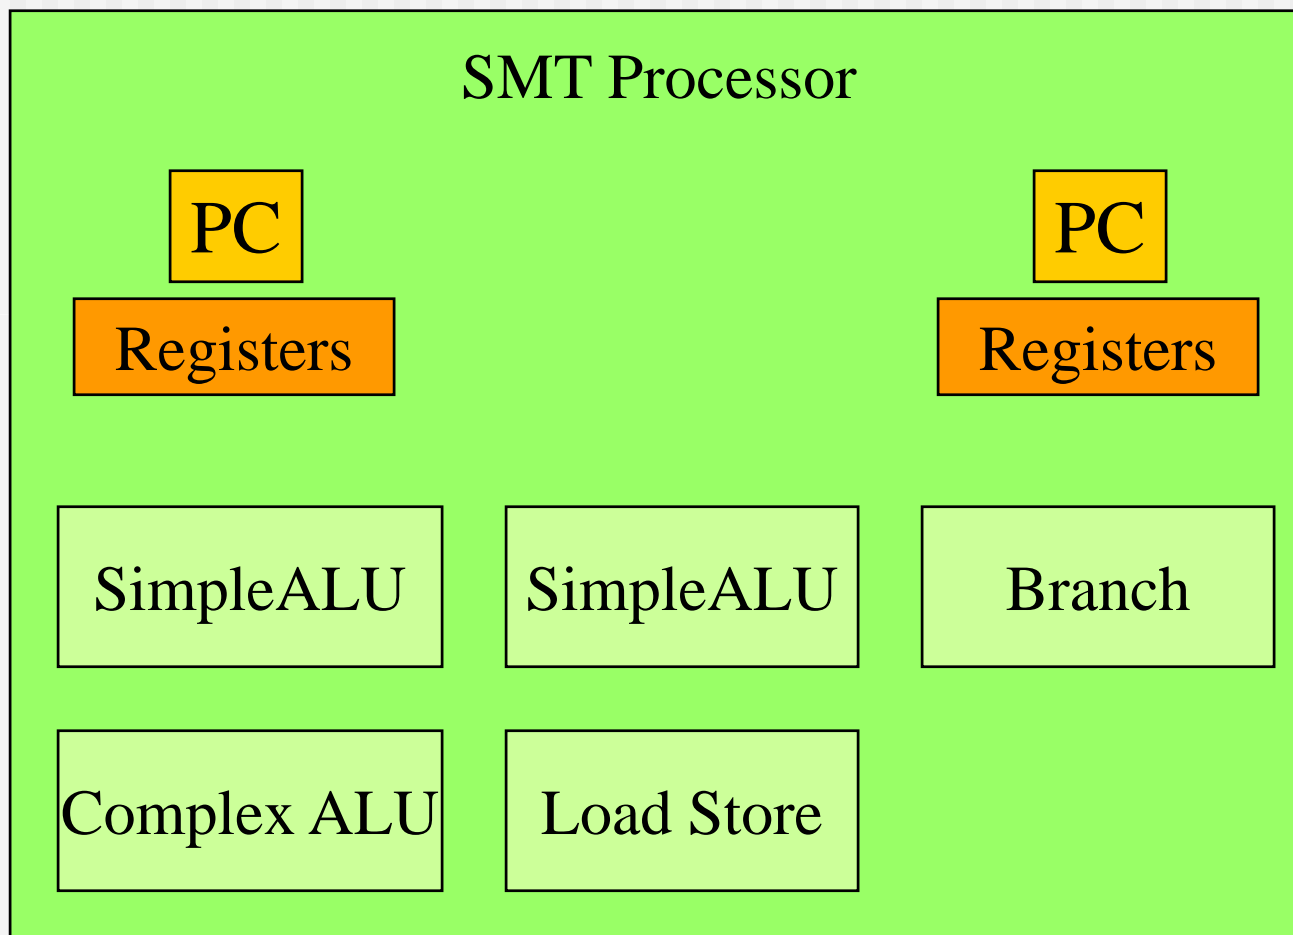 SMT Processor
PC
PC
Registers
Registers
SimpleALU
SimpleALU
Branch
Complex ALU
Load Store